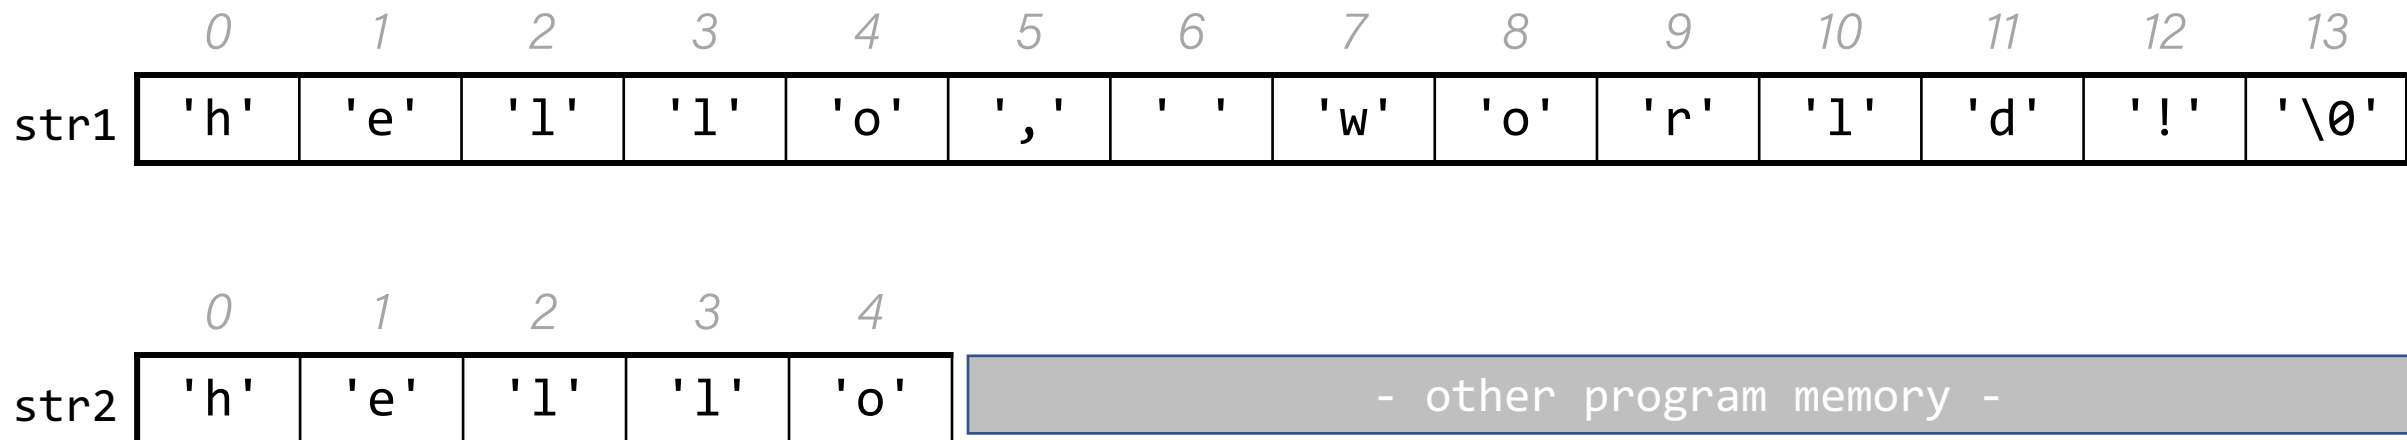 0 1 2 3 4 5 6 7 8 9 10 11 12 13
str1 'h' 'e' 'l' 'l' 'o' ',' ' ' 'w' 'o' 'r' 'l' 'd' '!' '\0'
0 1 2 3 4
str2 'h' 'e' 'l' 'l' 'o' - other program memory -